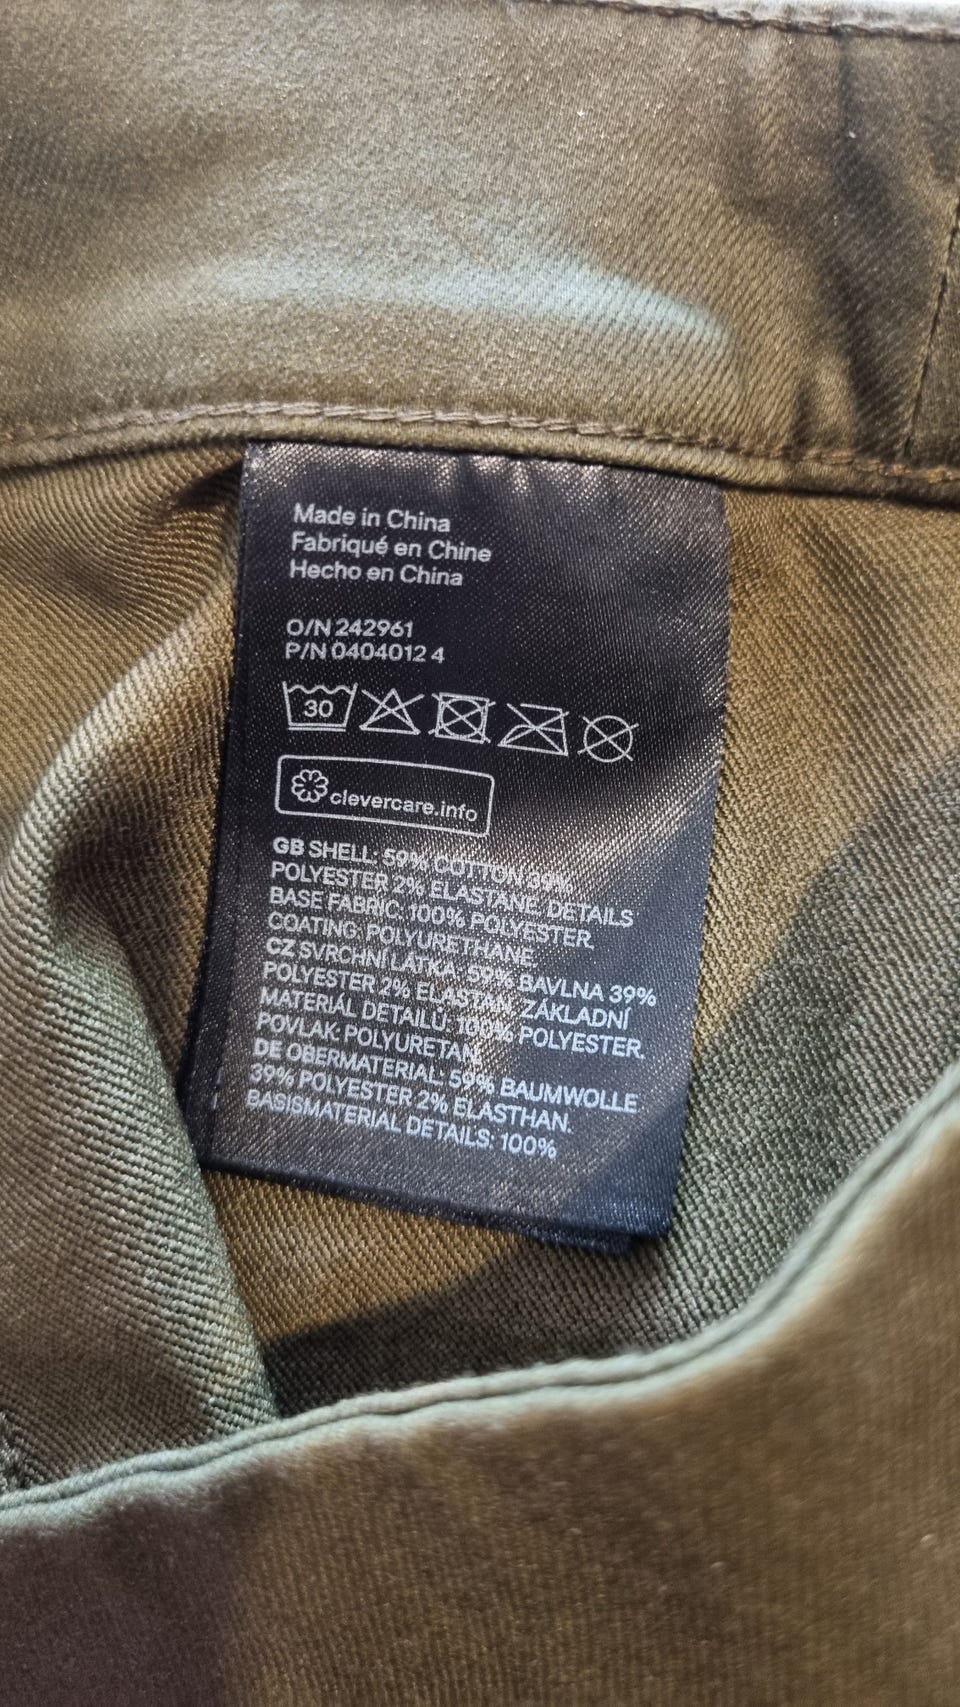 Made in China
Fabriqué en Chine
Hecho en China
O/N 242961
P/N 0404012 4
30
clevercare.info
GB SHELL: 59% COTTON 39%
POLYESTER 2% ELASTANE. DETAILS
BASE FABRIC: 100% POLYESTER.
COATING: POLYURETHANE
CZ SVRCHNÍ LÁTKA: 59% BAVLNA 39%
POLYESTER 2% ELASTAN. ZÁKLADNÍ
MATERIÁL DETAILŮ: 100% POLYESTER.
POVLAK: POLYURETAN.
DE OBERMATERIAL: 59% BAUMWOLLE
39% POLYESTER 2% ELASTHAN.
BASISMATERIAL DETAILS: 100%